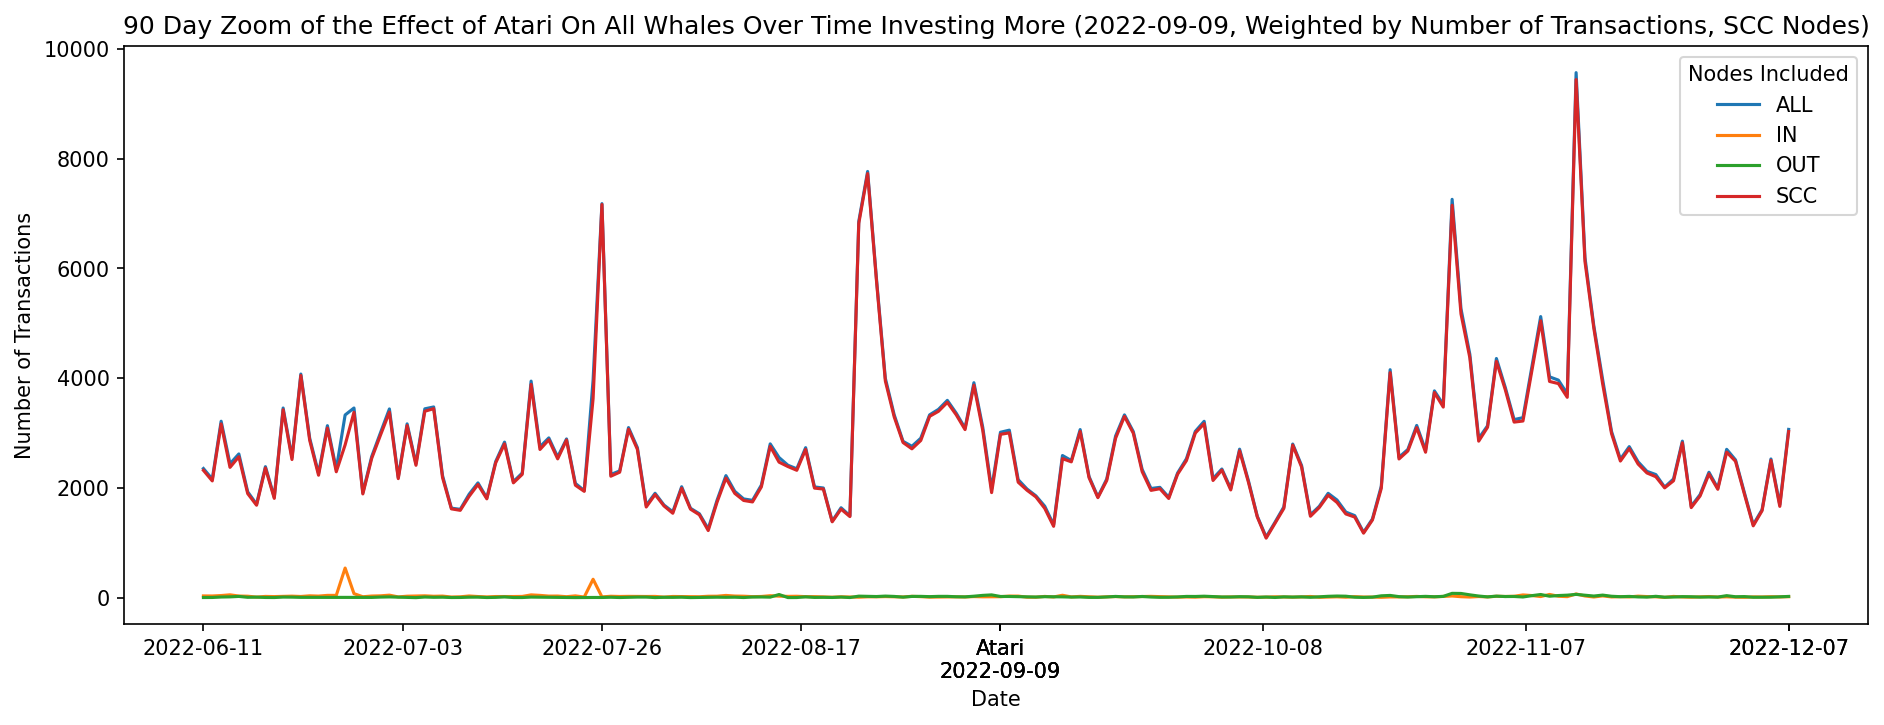 90 Day Zoom of the Effect of Atari On All Whales Over Time Investing More (2022-09-09, Weighted by Number of Transactions, SCC Nodes)
10000
8000
6000
4000
2000
0
Number of Transactions
Nodes Included
ALL
IN
OUT
SCC
2022-06-11
2022-07-03
2022-07-26
2022-08-17
Atari
2022-09-09
2022-10-08
2022-11-07
2022-12-07
Date